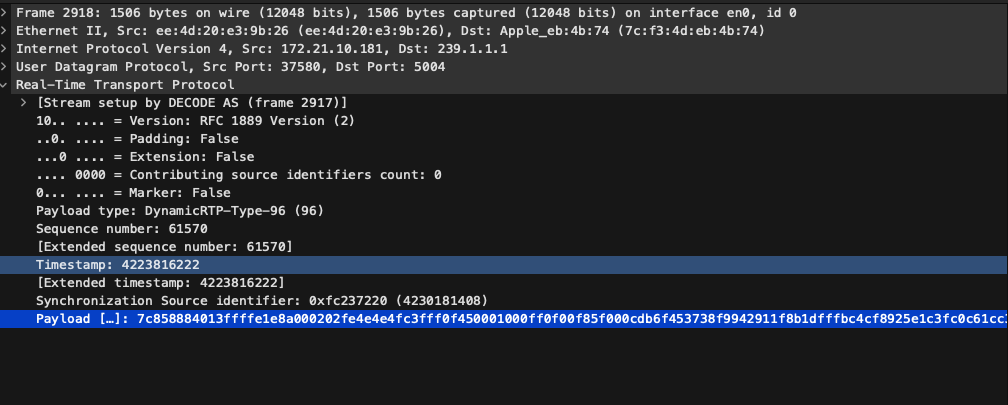 Frame 2918: 1506 bytes on wire (12048 bits), 1506 bytes captured (12048 bits) on interface en0, id 0
Ethernet II, Src: ee:4d:20:e3:9b:26 (ee:4d:20:e3:9b:26), Dst: Apple_eb:4b:74 (7c:f3:4d:eb:4b:74)
Internet Protocol Version 4, Src: 172.21.10.181, Dst: 239.1.1.1
User Datagram Protocol, Src Port: 37580, Dst Port: 5004
Real-Time Transport Protocol
[Stream setup by DECODE AS (frame 2917)]
10.. .... = Version: RFC 1889 Version (2)
..0. .... = Padding: False
...0 .... = Extension: False
.... 0000 = Contributing source identifiers count: 0
0... .... = Marker: False
Payload type: DynamicRTP-Type-96 (96)
Sequence number: 61570
[Extended sequence number: 61570]
Timestamp: 4223816222
[Extended timestamp: 4223816222]
Synchronization Source identifier: 0xfc237220 (4230181408)
Payload […]: 7c858884013ffffe1e8a000202fe4e4e4fc3fff0f450001000ff0f00f85f000cdb6f453738f9942911f8b1dfffbc4cf8925e1c3fc0c61cc